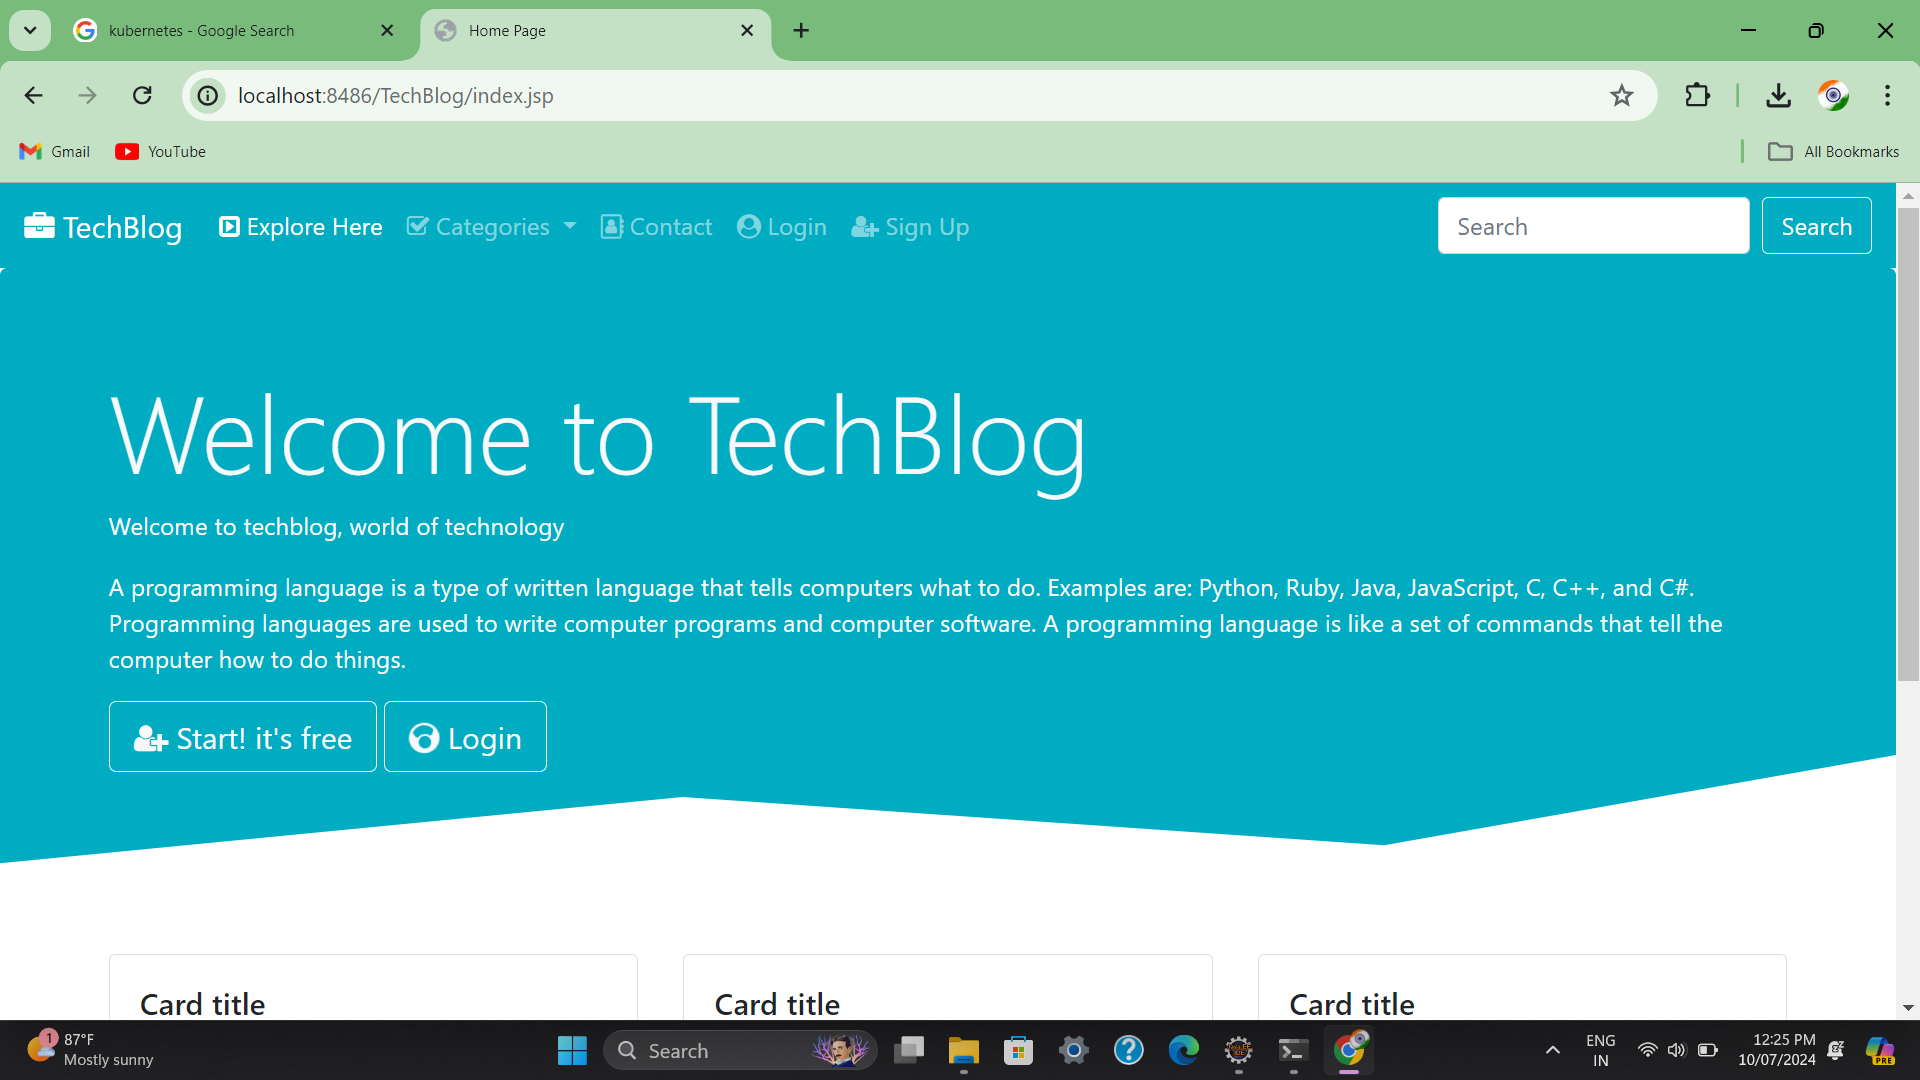 kubernetes - Google Search
Home Page
localhost:8486/TechBlog/index.jsp
Gmail
YouTube
All Bookmarks
TechBlog
Explore Here
Categories
Contact
Login
Sign Up
Search
Search
Welcome to TechBlog
Welcome to techblog, world of technology
A programming language is a type of written language that tells computers what to do. Examples are: Python, Ruby, Java, JavaScript, C, C++, and C#.
Programming languages are used to write computer programs and computer software. A programming language is like a set of commands that tell the
computer how to do things.
Start! it's free
Login
Card title
Card title
Card title
1
87°F
Mostly sunny
Search
Java EE
IDE
PRE
ENG
IN
12:25 PM
10/07/2024